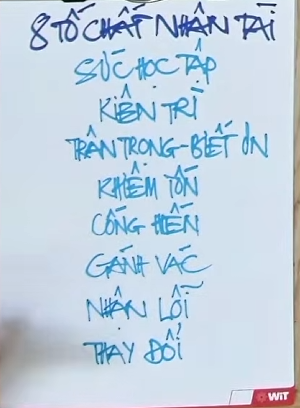 8 TỐ CHẤT NHÂN TÀI
SỨC HỌC TẬP
KIÊN TRÌ
TRÂN TRỌNG-BIẾT ƠN
KHIÊM TỐN
CỐNG HIẾN
GÁNH VÁC
NHẬN LỖI
THAY ĐỔI
WIT